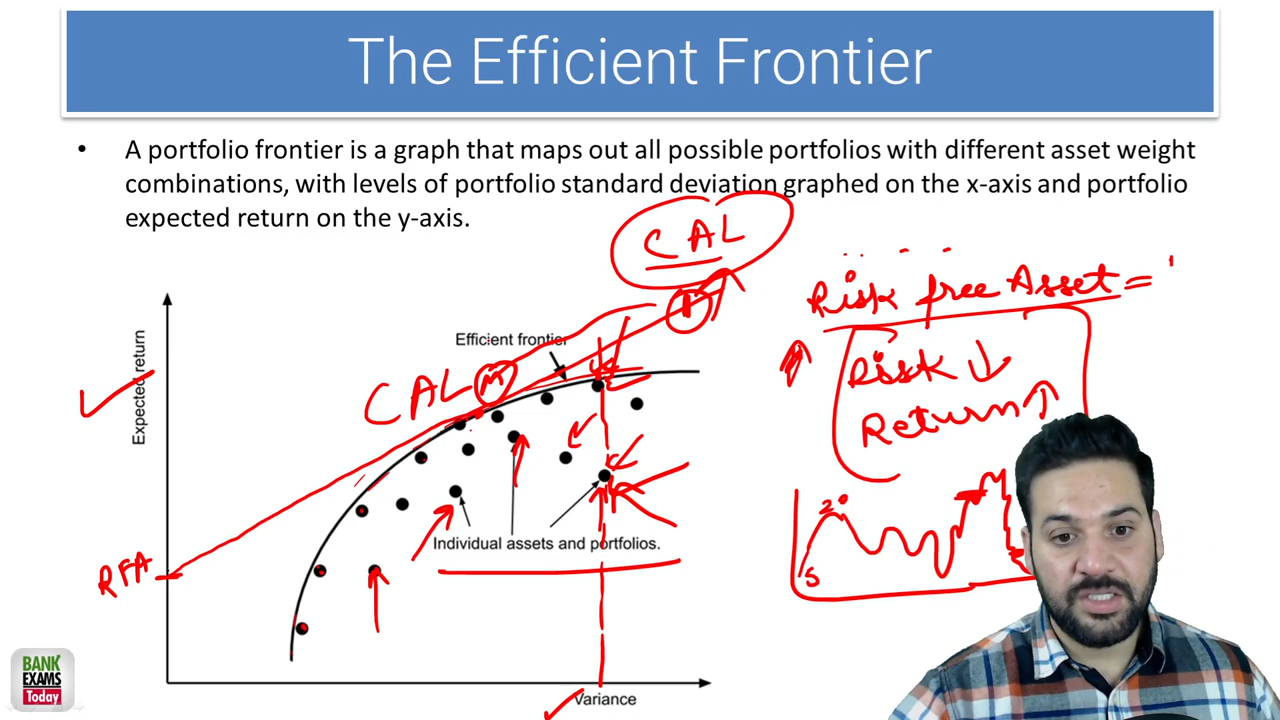 The Efficient Frontier
• A portfolio frontier is a graph that maps out all possible portfolios with different asset weight
combinations, with levels of portfolio standard deviation graphed on the x-axis and portfolio
expected return on the y-axis.
CAL
Risk free Asset =
Risk ↓
Return ↑
Efficient frontier
CAL
M
Expected return
20
5
Individual assets and portfolios.
RFA
Variance
BANK
EXAMS
Today